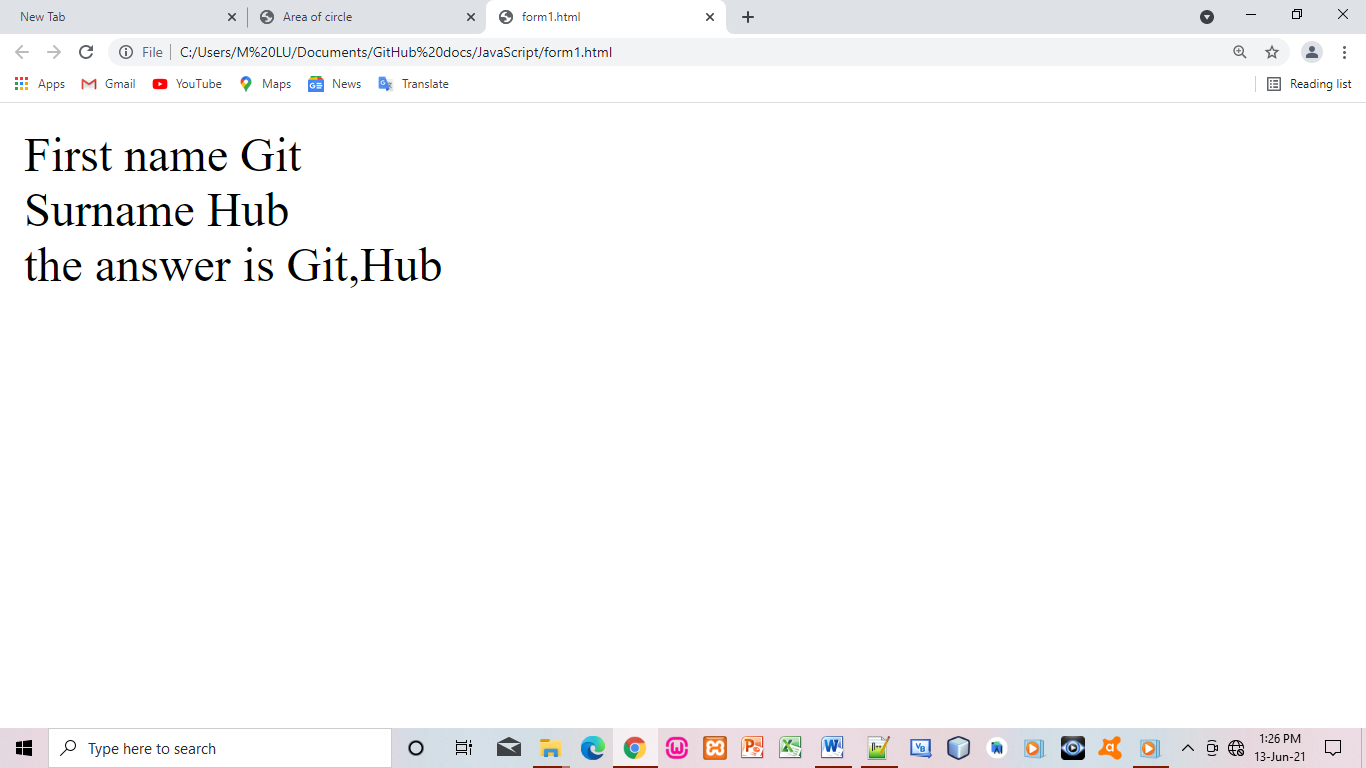 New Tab
Area of circle
form1.html
File
C:/Users/M%20LU/Documents/GitHub%20docs/JavaScript/form1.html
Apps
Gmail
YouTube
Maps
GE
News
Translate
Reading list
First name Git
Surname Hub
the answer is Git,Hub
Type here to search
1:26 PM
13-Jun-21